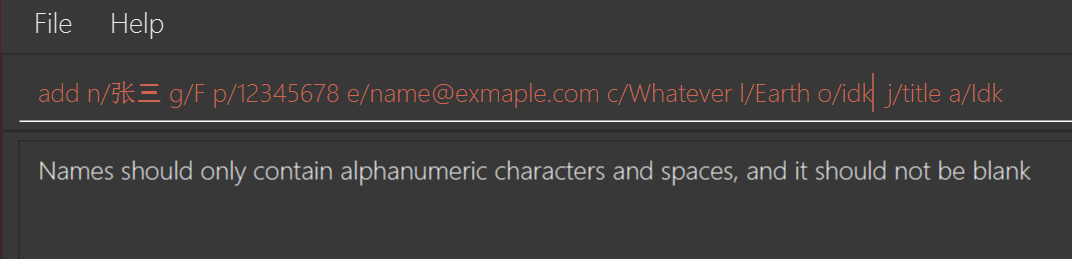 File Help
add n/张三 g/F p/12345678 e/name@exmaple.com c/Whatever l/Earth o/idk j/title a/Idk
Names should only contain alphanumeric characters and spaces, and it should not be blank